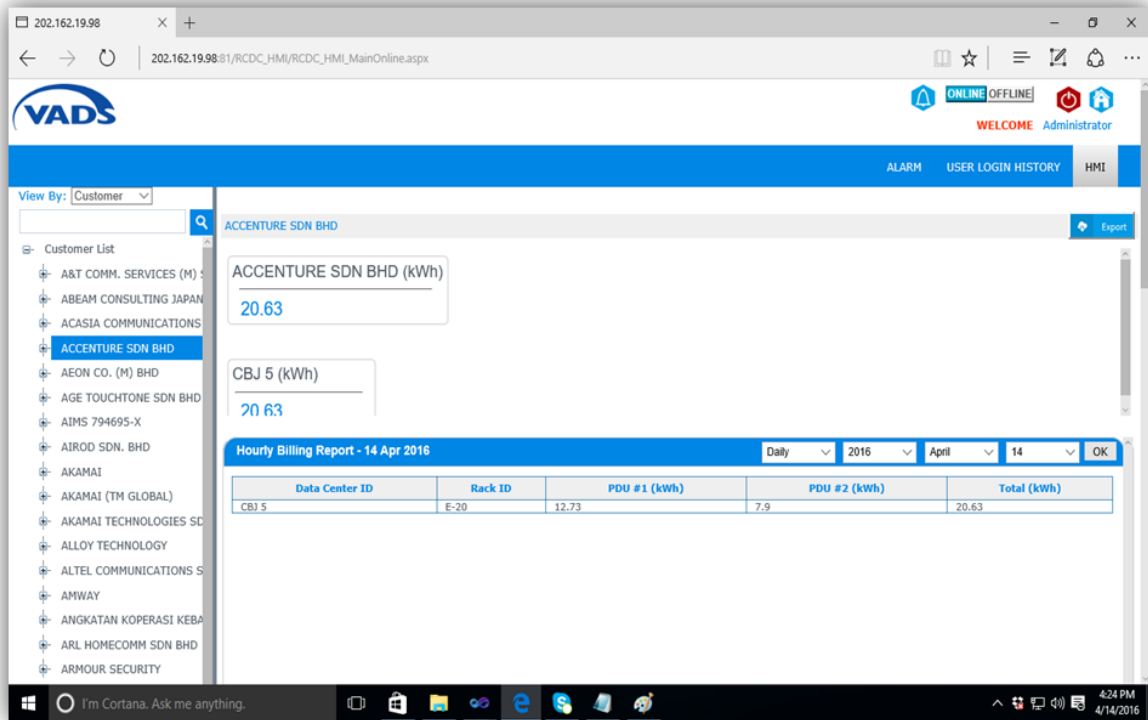 202.162.19.98
202.162.19.98:81/RCDC_HMI/RCDC_HMI_MainOnline.aspx
VADS
ONLINE OFFLINE
WELCOME Administrator
ALARM USER LOGIN HISTORY HMI
View By: Customer
ACCENTURE SDN BHD Export
Customer List
A&T COMM. SERVICES (M)
ABEAM CONSULTING JAPAN
ACASIA COMMUNICATIONS
ACCENTURE SDN BHD
AEON CO. (M) BHD
AGE TOUCHTONE SDN BHD
AIMS 794695-X
AIROD SDN. BHD
AKAMAI
AKAMAI (TM GLOBAL)
AKAMAI TECHNOLOGIES SD
ALLOY TECHNOLOGY
ALTEL COMMUNICATIONS S
AMWAY
ANGKATAN KOPERASI KEBA
ARL HOMECOMM SDN BHD
ARMOUR SECURITY
ACCENTURE SDN BHD (kWh)
20.63
CBJ 5 (kWh)
20.63
Hourly Billing Report - 14 Apr 2016 Daily 2016 April 14 OK
Data Center ID Rack ID PDU #1 (kWh) PDU #2 (kWh) Total (kWh)
CBJ 5 E-20 12.73 7.9 20.63
I'm Cortana. Ask me anything.
4:24 PM
4/14/2016